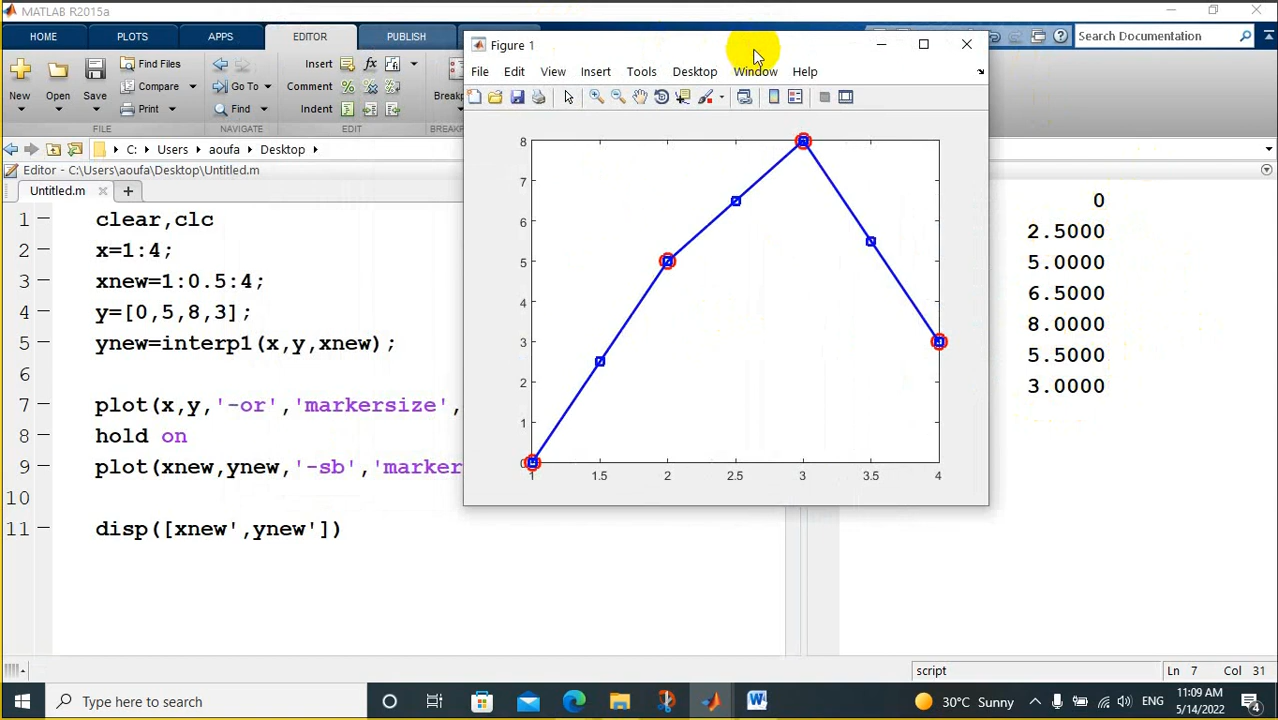 MATLAB R2015a
HOME PLOTS APPS EDITOR PUBLISH
Search Documentation
New Open Save
Find Files
Compare
Print
FILE
Insert
Comment
Indent
EDIT
Go To
Find
NAVIGATE
C: Users aoufa Desktop
Editor - C:\Users\aoufa\Desktop\Untitled.m
Untitled.m
1 clear,clc
2 x=1:4;
3 xnew=1:0.5:4;
4 y=[0,5,8,3];
5 ynew=interp1(x,y,xnew);
6
7 plot(x,y,'-or','markersize',
8 hold on
9 plot(xnew,ynew,'-sb','marker
10
11 disp([xnew',ynew'])
Figure 1
File Edit View Insert Tools Desktop Window Help
8
7
6
5
4
3
2
1
0
1 1.5 2 2.5 3 3.5 4
0
2.5000
5.0000
6.5000
8.0000
5.5000
3.0000
script
Ln 7 Col 31
Type here to search
30°C Sunny
ENG
11:09 AM
5/14/2022
4